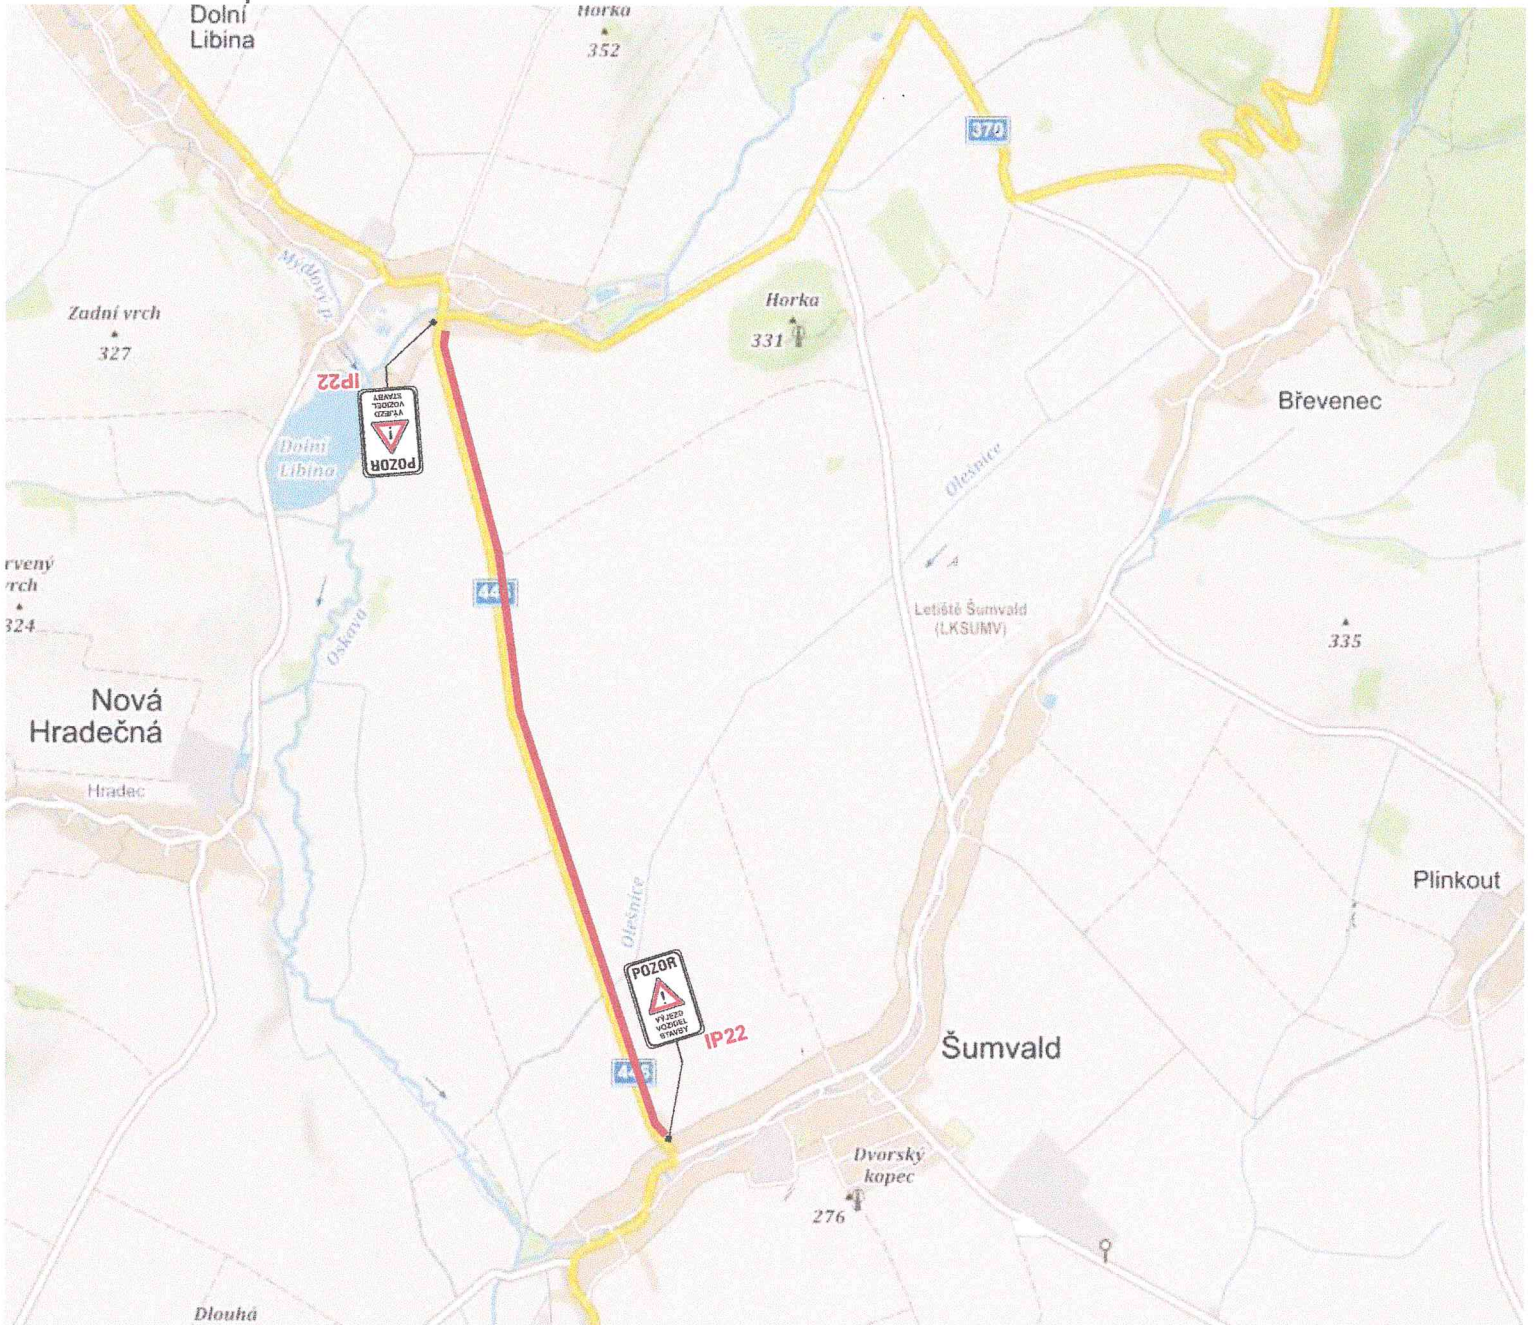 Dolní
Libina
Horka
352
370
Mýdlový p.
Zadní vrch
327
Horka
331
IP22
POZOR
VÝJEZD
VOZIDEL
STAVBY
Břevenec
Dolní
Libina
Olešnice
rvený
vrch
324
Letiště Šumvald
(LKSUMV)
335
Oskava
Nová
Hradečná
Hradec
Plinkout
Olešnice
POZOR
VÝJEZD
VOZIDEL
STAVBY
IP22
Šumvald
446
Dvorský
kopec
276
Dlouhá